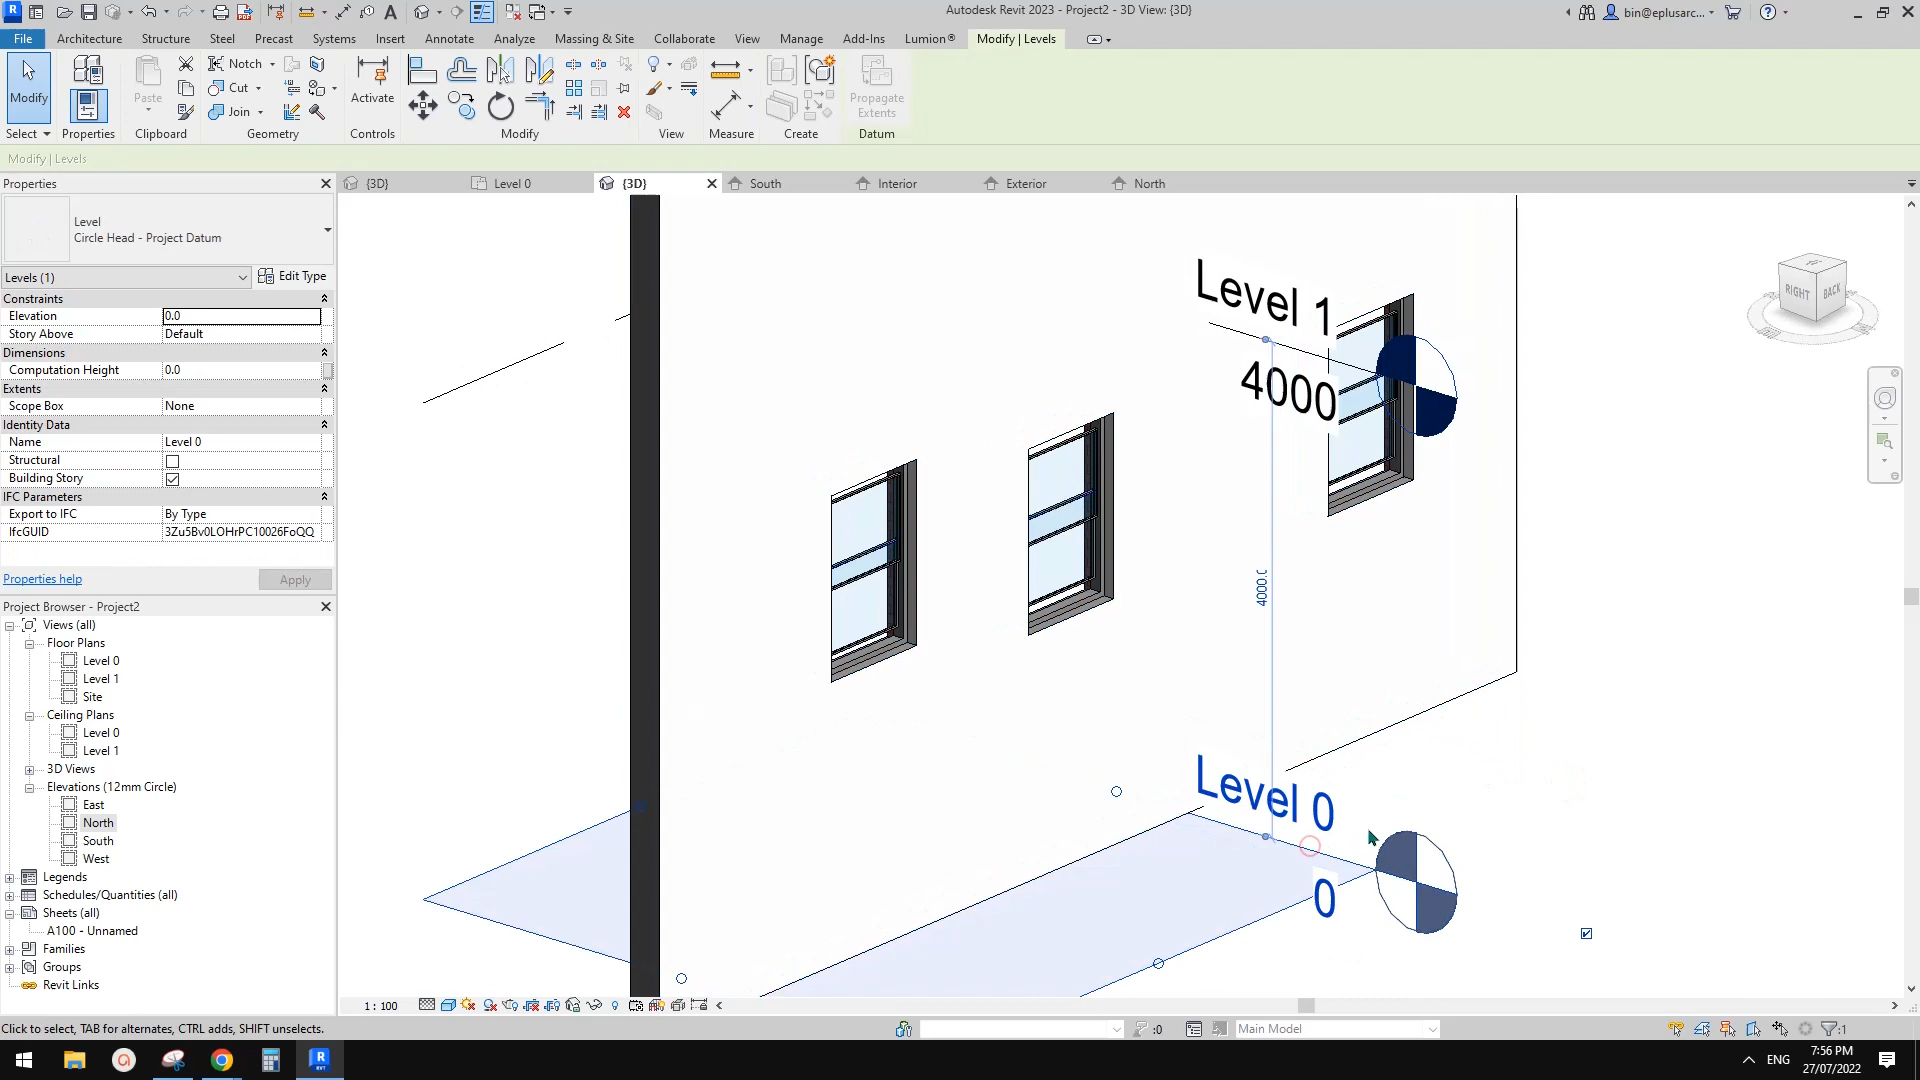 Autodesk Revit 2023 - Project2 - 3D View: {3D}
bin@eplusarc...
File Architecture Structure Steel Precast Systems Insert Annotate Analyze Massing & Site Collaborate View Manage Add-Ins Lumion® Modify | Levels
Modify
Paste
Notch
Cut
Join
Activate
Propagate
Extents
Select Properties Clipboard Geometry Controls Modify View Measure Create Datum
Modify | Levels
Properties
{3D} Level 0 {3D} South Interior Exterior North
Level
Circle Head - Project Datum
Levels (1) Edit Type
Constraints
Elevation 0.0
Story Above Default
Dimensions
Computation Height 0.0
Extents
Scope Box None
Identity Data
Name Level 0
Structural
Building Story
IFC Parameters
Export to IFC By Type
IfcGUID 3Zu5Bv0LOHrPC10026FoQQ
Properties help Apply
Project Browser - Project2
Views (all)
Floor Plans
Level 0
Level 1
Site
Ceiling Plans
Level 0
Level 1
3D Views
Elevations (12mm Circle)
East
North
South
West
Legends
Schedules/Quantities (all)
Sheets (all)
A100 - Unnamed
Families
Groups
Revit Links
Level 1
4000
4000.0
Level 0
0
RIGHT BACK
1 : 100
Click to select, TAB for alternates, CTRL adds, SHIFT unselects.
:0
Main Model
:1
ENG
7:56 PM
27/07/2022